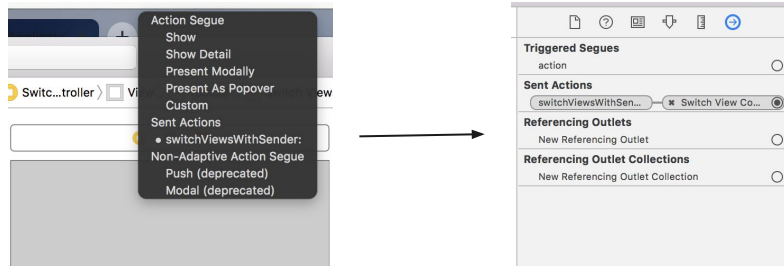 Action Segue
Show
Show Detail
Present Modally
Present As Popover
Custom
Sent Actions
• switchViewsWithSender:
Non-Adaptive Action Segue
Push (deprecated)
Modal (deprecated)
Switc...troller
View
Triggered Segues
action
Sent Actions
switchViewsWithSen...
Switch View Co...
Referencing Outlets
New Referencing Outlet
Referencing Outlet Collections
New Referencing Outlet Collection